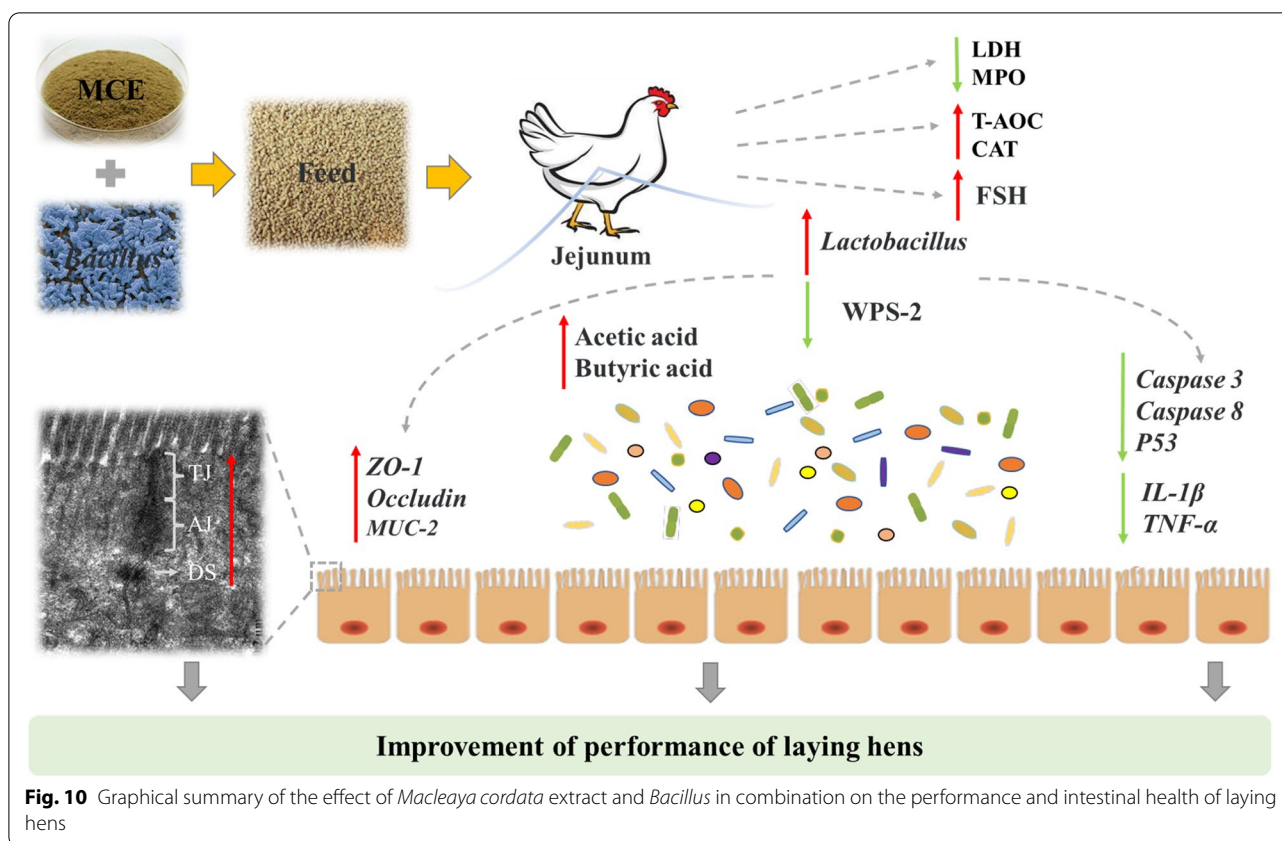 MCE
Bacillus
Feed
Jejunum
LDH
MPO
T-AOC
CAT
FSH
Lactobacillus
WPS-2
Acetic acid
Butyric acid
ZO-1
Occludin
MUC-2
Caspase 3
Caspase 8
P53
IL-1β
TNF-α
TJ
AJ
DS
Improvement of performance of laying hens
Fig. 10 Graphical summary of the effect of Macleaya cordata extract and Bacillus in combination on the performance and intestinal health of laying
hens